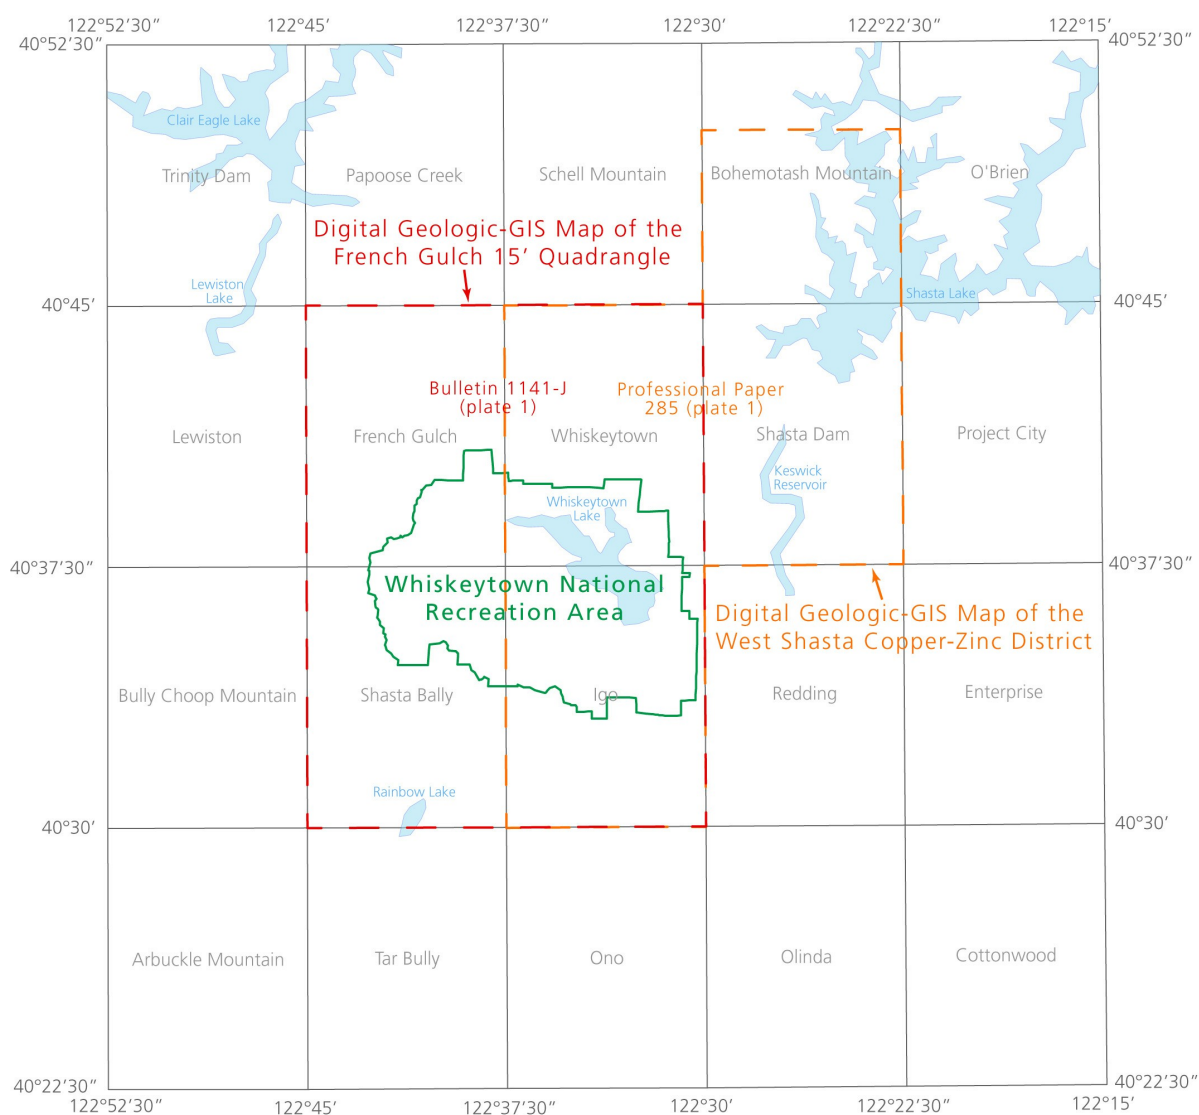 122°52’30” 122°45’ 122°37’30” 122°30’ 122°22’30” 122°15’
40°52’30” 40°52’30”
Clair Eagle Lake
Trinity Dam Papoose Creek Schell Mountain Bohemotash Mountain O'Brien
Digital Geologic-GIS Map of the
French Gulch 15’ Quadrangle
Lewiston
Lake
Shasta Lake
40°45’ 40°45’
Bulletin 1141-J
(plate 1)
Professional Paper
285 (plate 1)
Lewiston French Gulch Whiskeytown Shasta Dam Project City
Keswick
Reservoir
Whiskeytown
Lake
40°37’30” 40°37’30”
Whiskeytown National
Recreation Area
Digital Geologic-GIS Map of the
West Shasta Copper-Zinc District
Bully Choop Mountain Shasta Bally Igo Redding Enterprise
Rainbow Lake
40°30’ 40°30’
Arbuckle Mountain Tar Bully Ono Olinda Cottonwood
40°22’30” 40°22’30”
122°52’30” 122°45’ 122°37’30” 122°30’ 122°22’30” 122°15’